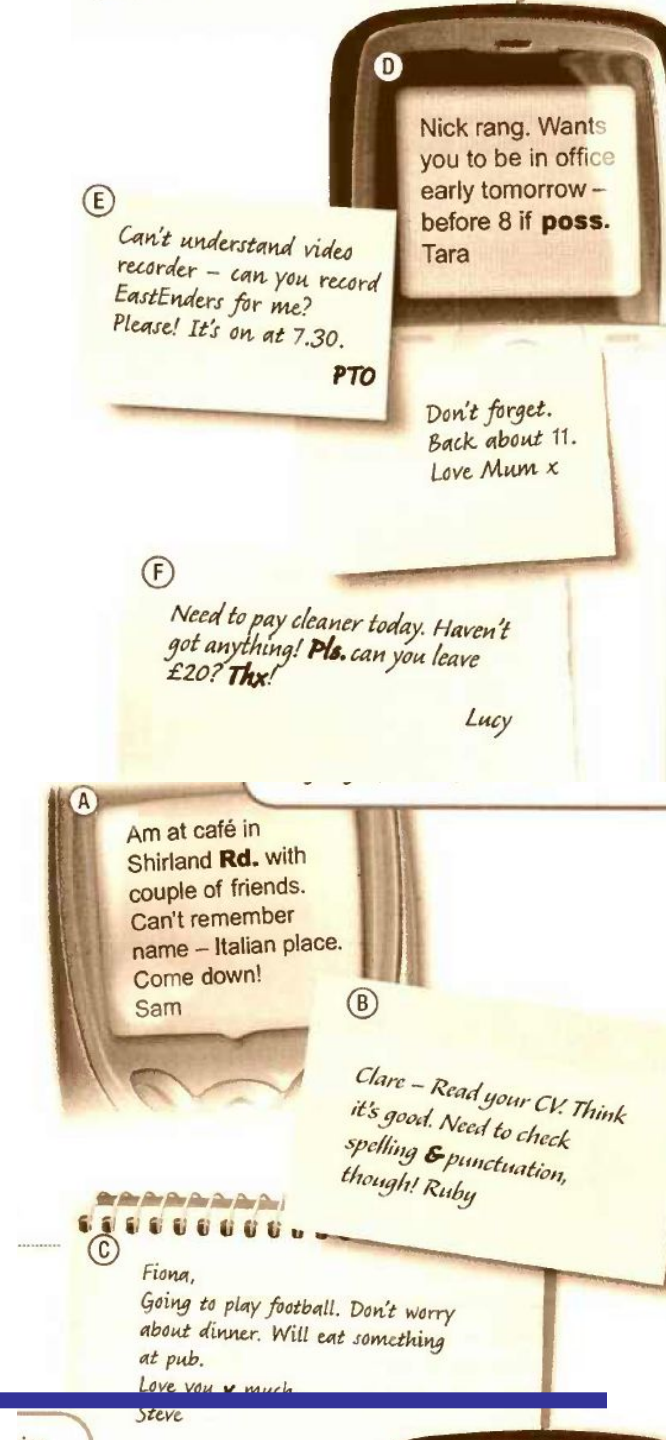 D
Nick rang. Wants
you to be in office
early tomorrow –
before 8 if poss.
Tara
E
Can't understand video
recorder – can you record
EastEnders for me?
Please! It's on at 7.30.
PTO
Don't forget.
Back about 11.
Love Mum x
F
Need to pay cleaner today. Haven't
got anything! Pls. can you leave
£20? Thx!
Lucy
A
Am at café in
Shirland Rd. with
couple of friends.
Can't remember
name – Italian place.
Come down!
Sam
B
Clare – Read your CV. Think
it's good. Need to check
spelling & punctuation,
though! Ruby
C
Fiona,
Going to play football. Don't worry
about dinner. Will eat something
at pub.
Love you v much
Steve